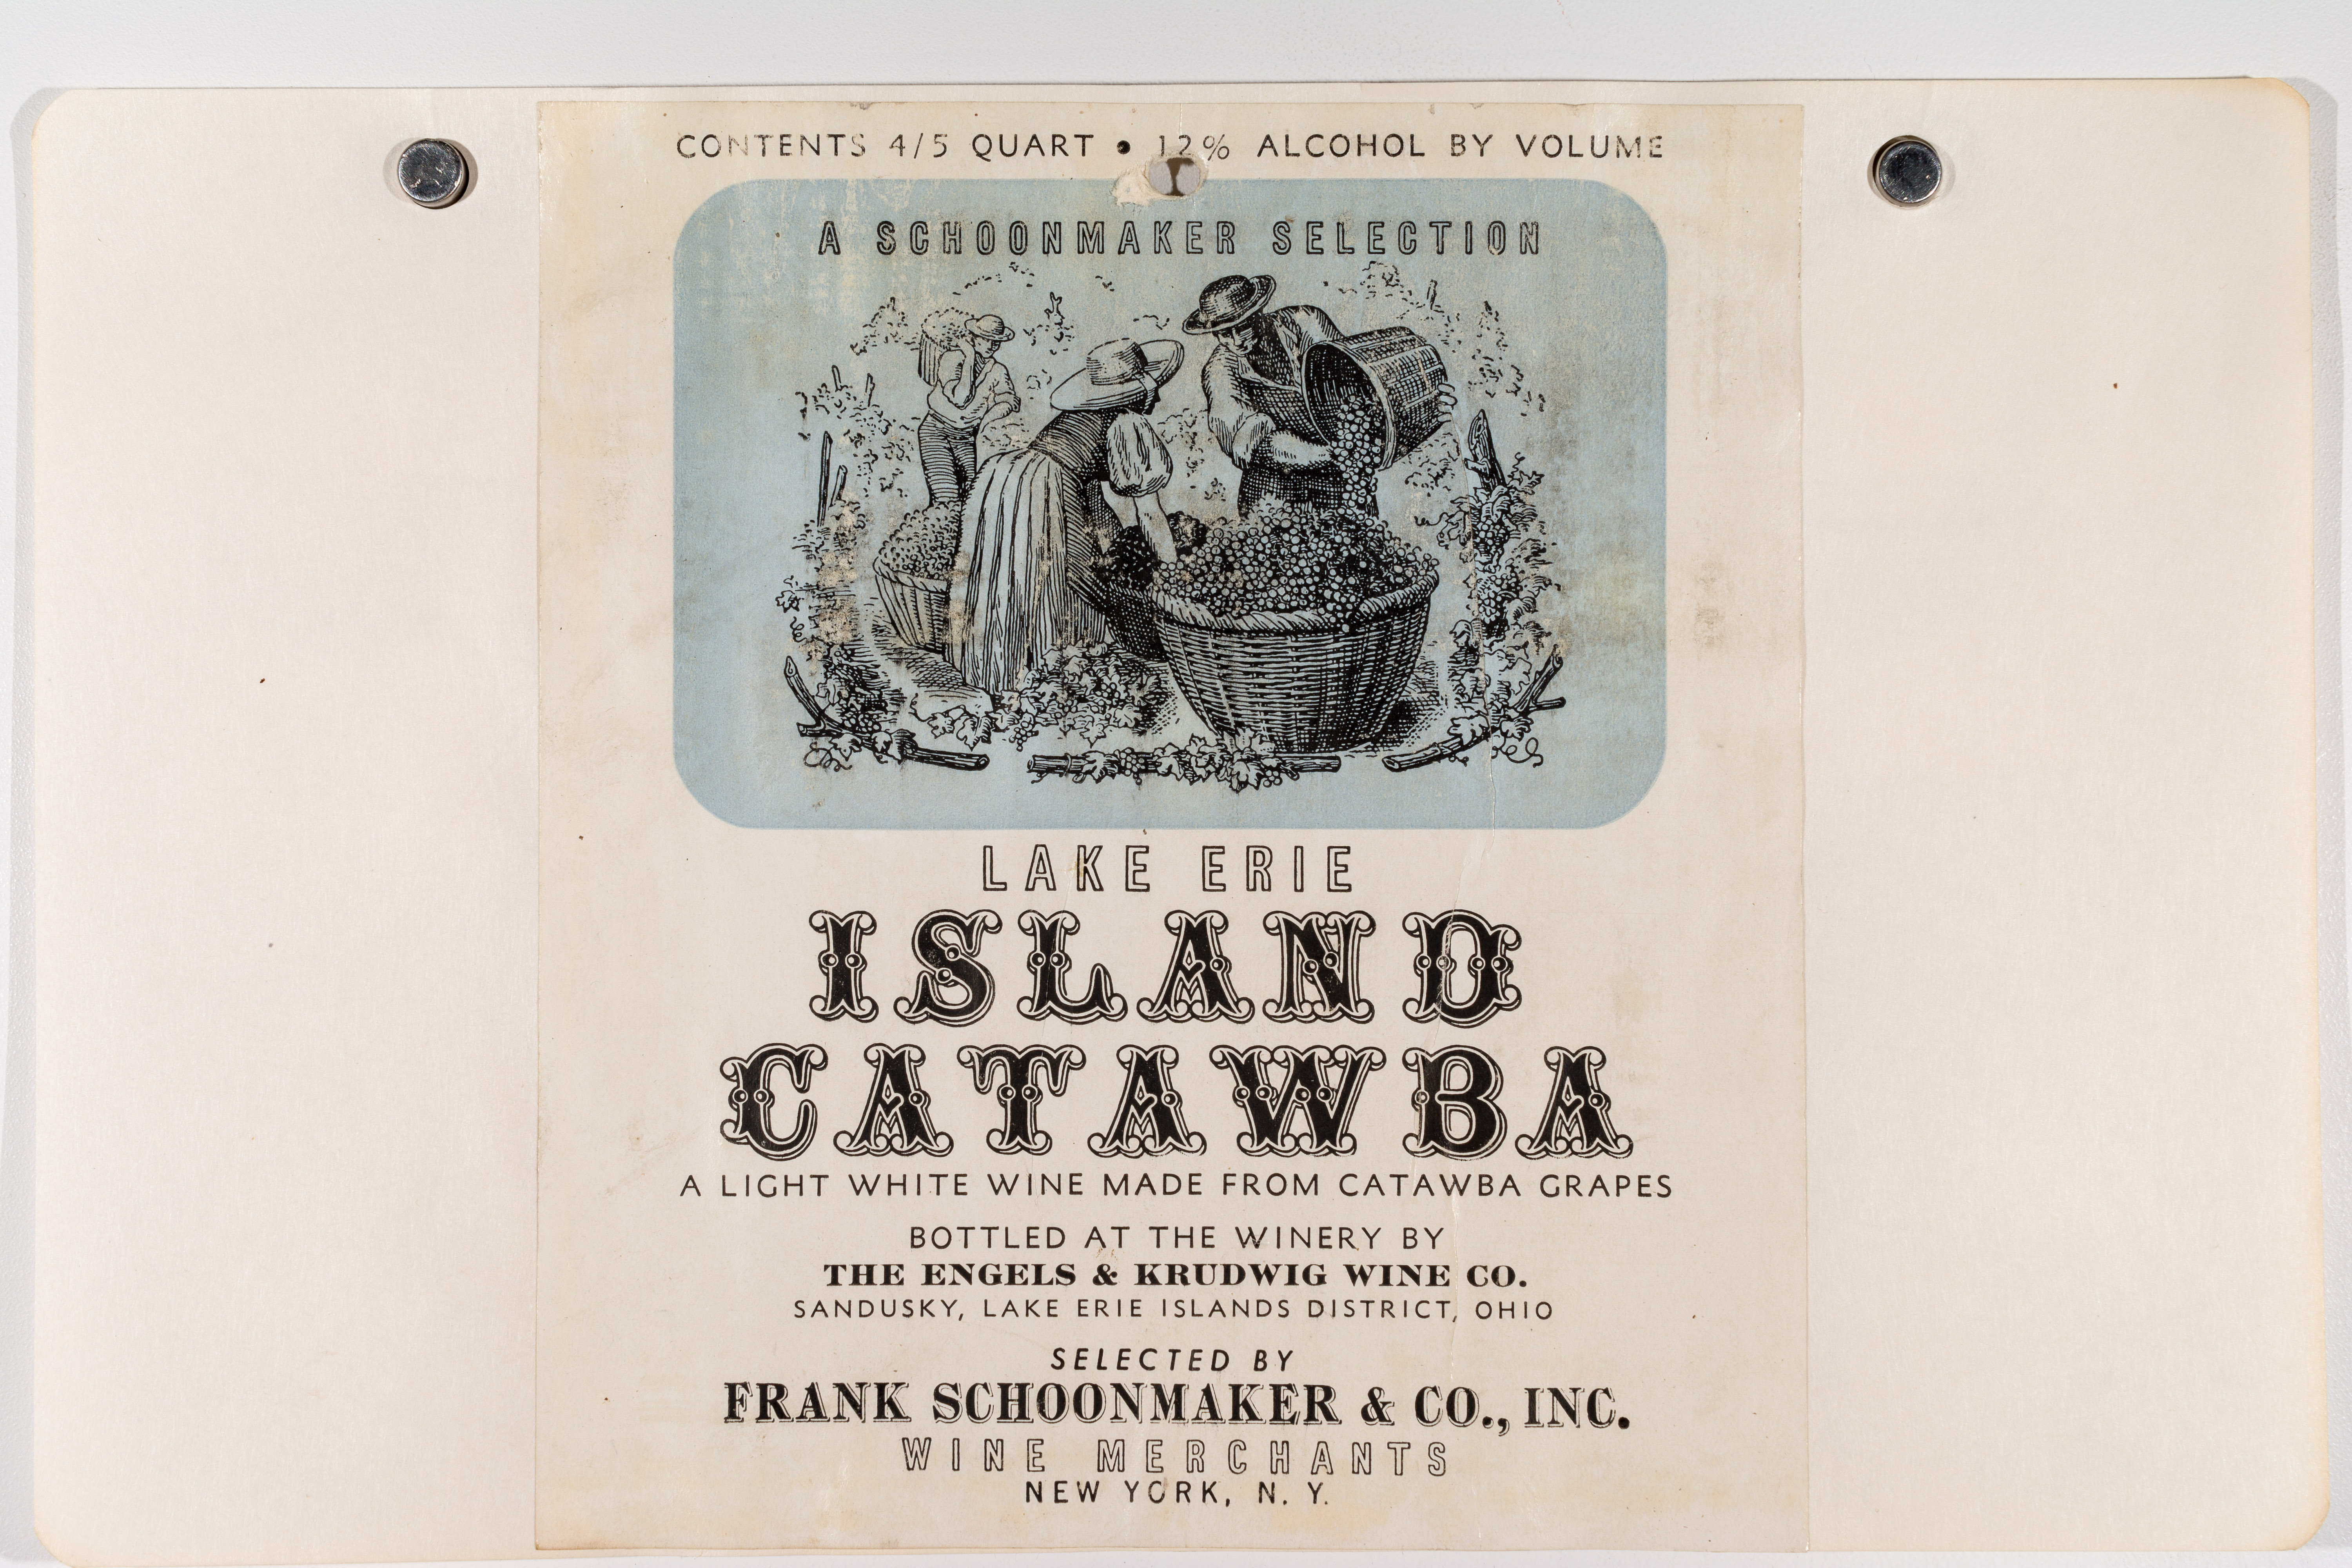 CONTENTS 4/5 QUART • 12% ALCOHOL BY VOLUME
A SCHOONMAKER SELECTION
LAKE ERIE
ISLAND
CATAWBA
A LIGHT WHITE WINE MADE FROM CATAWBA GRAPES
BOTTLED AT THE WINERY BY
THE ENGELS & KRUDWIG WINE CO.
SANDUSKY, LAKE ERIE ISLANDS DISTRICT, OHIO
SELECTED BY
FRANK SCHOONMAKER & CO., INC.
WINE MERCHANTS
NEW YORK, N. Y.